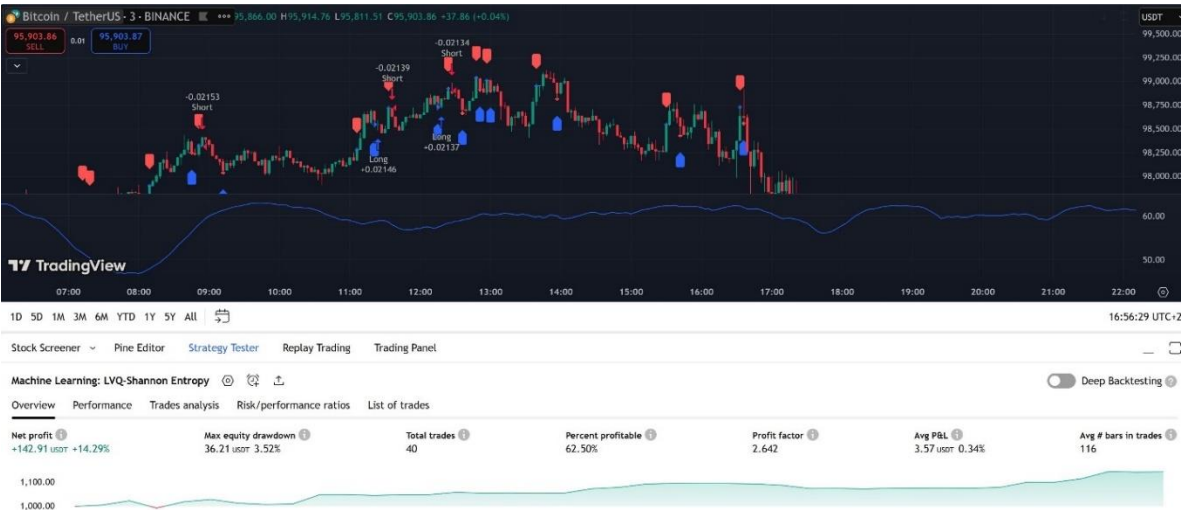 Bitcoin / TetherUS · 3 · BINANCE 95,866.00 H95,914.76 L95,811.51 C95,903.86 +37.86 (+0.04%)
USDT
95,903.86
SELL
0.01
95,903.87
BUY
99,500.00
99,250.00
99,000.00
98,750.00
98,500.00
98,250.00
98,000.00
-0.02153
Short
-0.02139
Short
-0.02134
Short
Long
+0.02146
Long
+0.02137
60.00
50.00
TradingView
07:00 08:00 09:00 10:00 11:00 12:00 13:00 14:00 15:00 16:00 17:00 18:00 19:00 20:00 21:00 22:00
1D 5D 1M 3M 6M YTD 1Y 5Y All
16:56:29 UTC+2
Stock Screener Pine Editor Strategy Tester Replay Trading Trading Panel
Machine Learning: LVQ-Shannon Entropy
Deep Backtesting
Overview Performance Trades analysis Risk/performance ratios List of trades
Net profit Max equity drawdown Total trades Percent profitable Profit factor Avg P&L Avg # bars in trades
+142.91 USDT +14.29% 36.21 USDT 3.52% 40 62.50% 2.642 3.57 USDT 0.34% 116
1,100.00
1,000.00